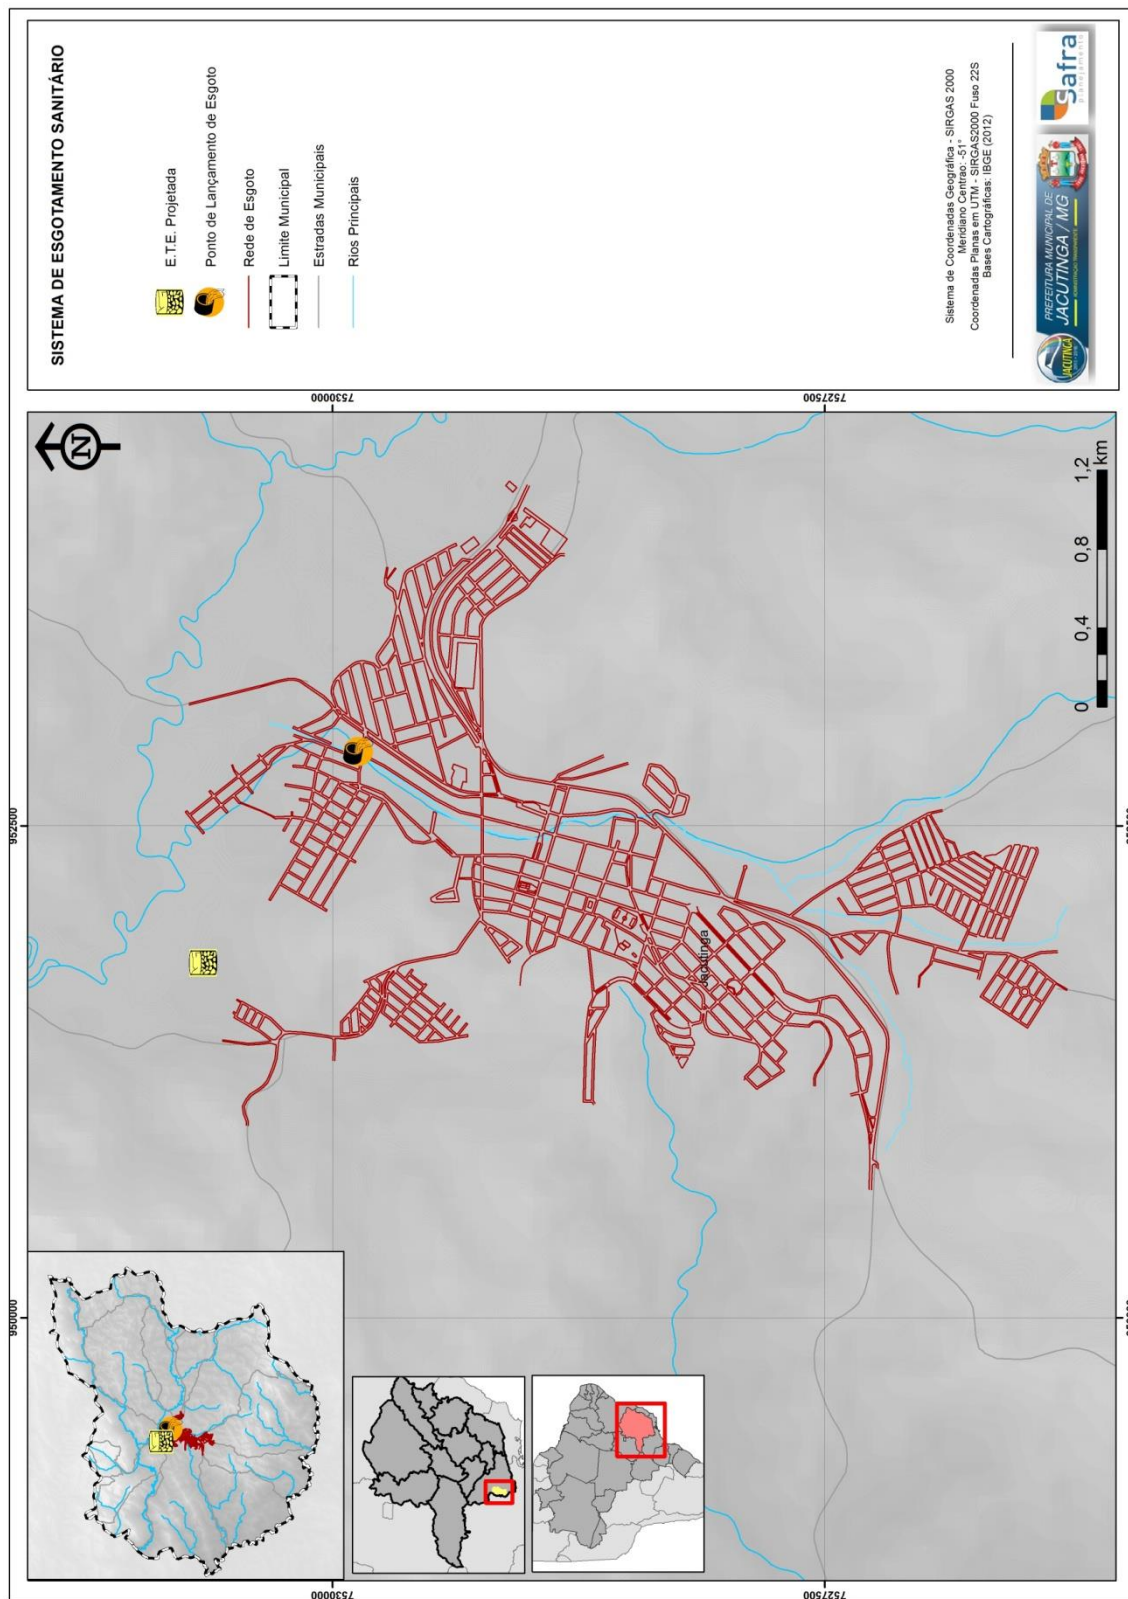 SISTEMA DE ESGOTAMENTO SANITÁRIO
E.T.E. Projetada
Ponto de Lançamento de Esgoto
Rede de Esgoto
Limite Municipal
Estradas Municipais
Rios Principais
Sistema de Coordenadas Geográfica - SIRGAS 2000
Meridiano Centrao: -51°
Coordenadas Planas em UTM - SIRGAS2000 Fuso 22S
Bases Cartográficas: IBGE (2012)
PREFEITURA MUNICIPAL DE
JACUTINGA / MG
JACUTINGA
Safra
planejamento
N
950000
952500
7530000
7530000
7527500
7527500
Jacutinga
0
0,4
0,8
1,2
km